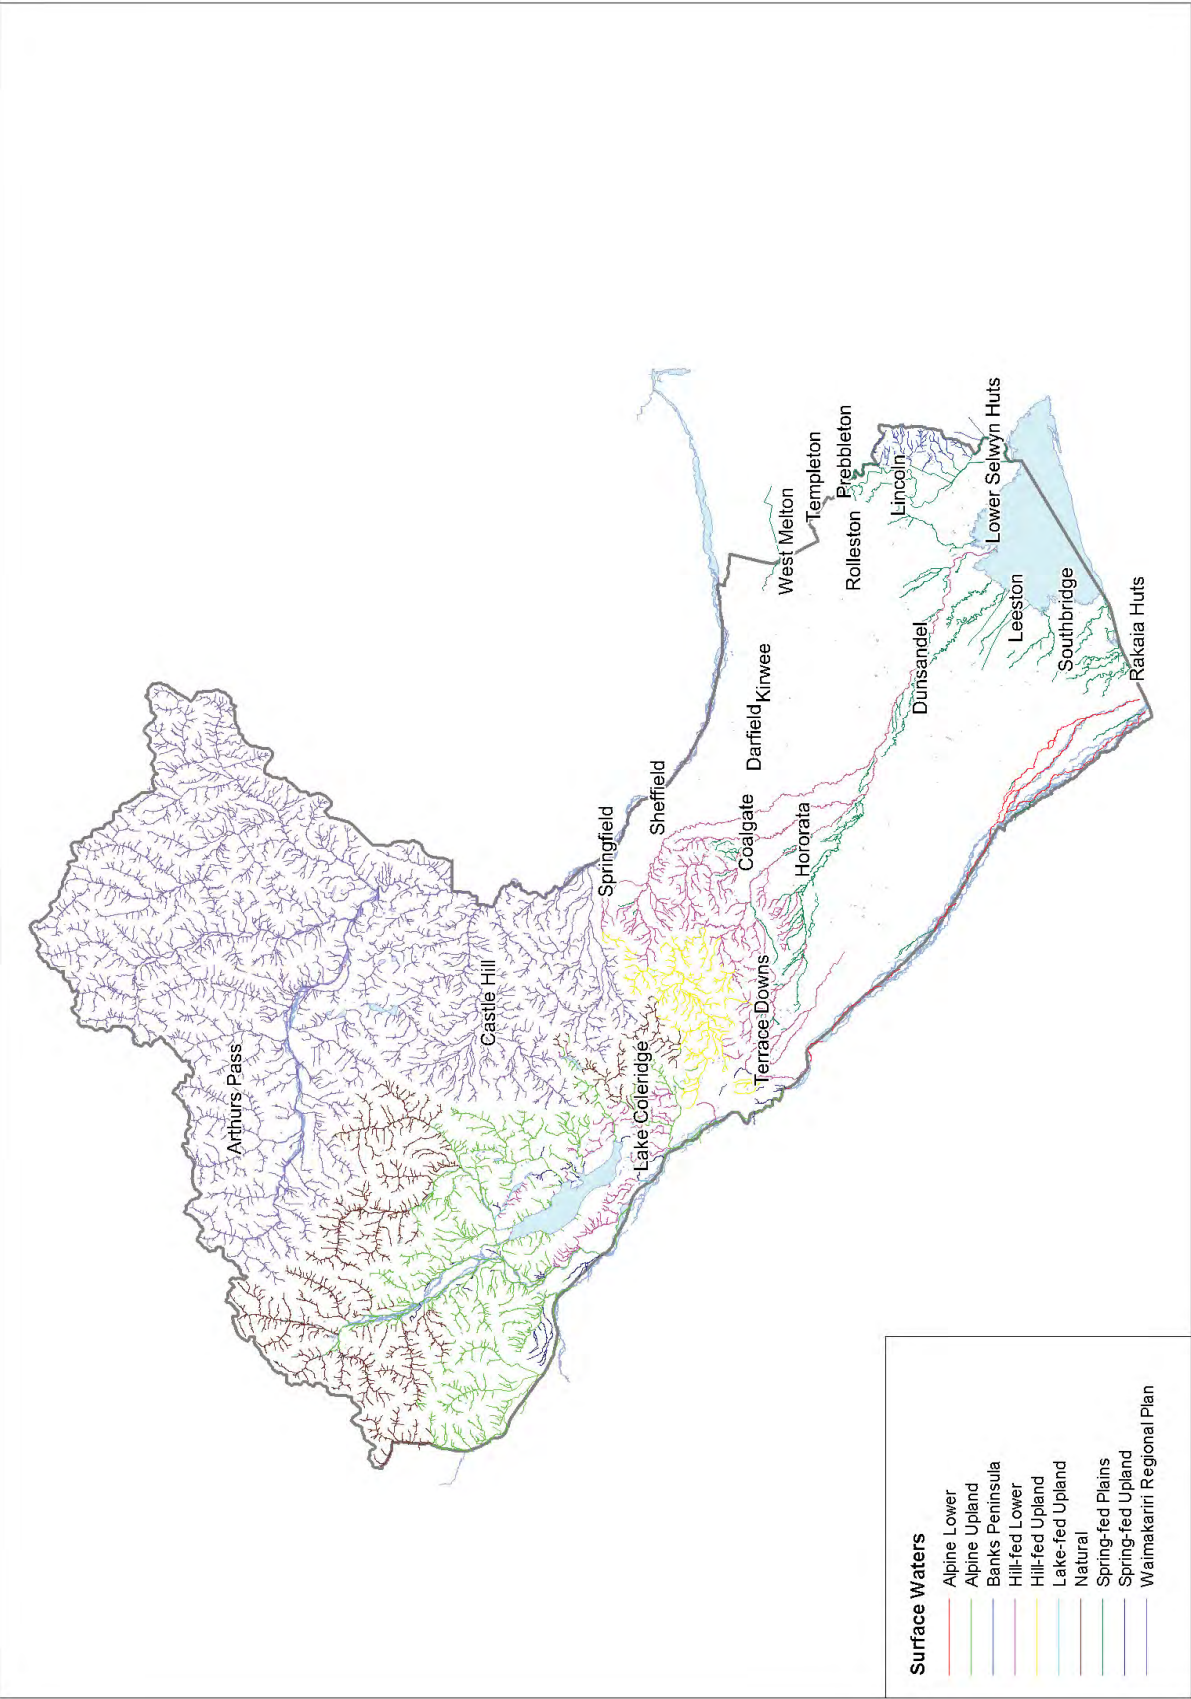 Arthurs Pass
Castle Hill
Lake Coleridge
Springfield
Sheffield
Terrace Downs
Coalgate
Darfield
Kirwee
Hororata
West Melton
Templeton
Prebbleton
Rolleston
Lincoln
Dunsandel
Lower Selwyn Huts
Leeston
Southbridge
Rakaia Huts
Surface Waters
Alpine Lower
Alpine Upland
Banks Peninsula
Hill-fed Lower
Hill-fed Upland
Lake-fed Upland
Natural
Spring-fed Plains
Spring-fed Upland
Waimakariri Regional Plan